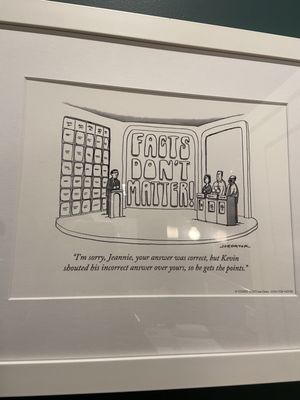 FACTS
DON'T
MATTER!
JOEDATOR
"I'm sorry, Jeannie, your answer was correct, but Kevin
shouted his incorrect answer over yours, so he gets the points."